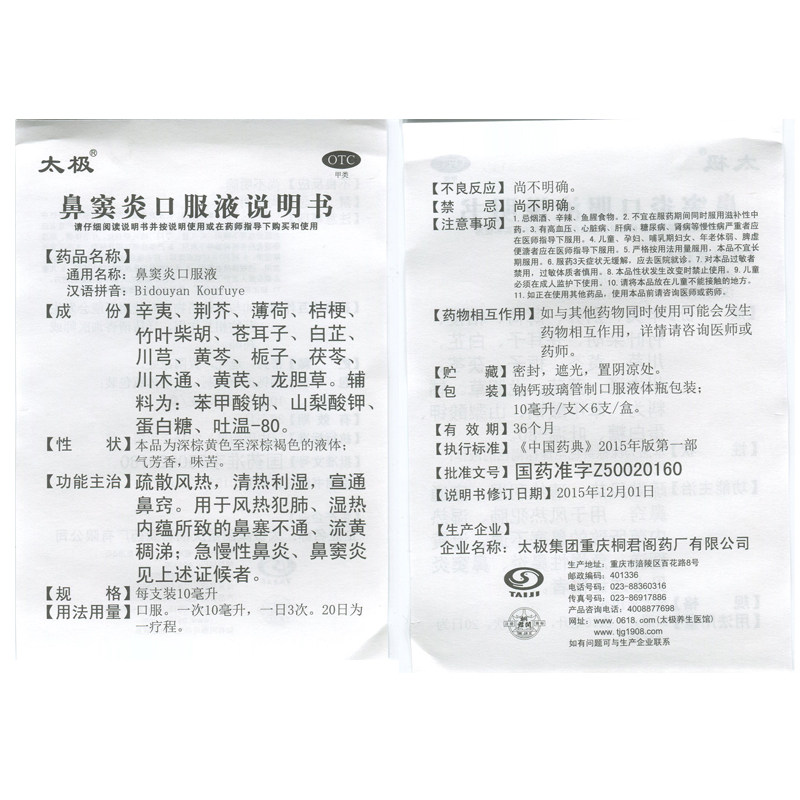 太极®
OTC
甲类
鼻窦炎口服液说明书
请仔细阅读说明书并按说明使用或在药师指导下购买和使用
【药品名称】
通用名称：鼻窦炎口服液
汉语拼音：Bidouyan Koufuye
【成 份】辛夷、荆芥、薄荷、桔梗、
竹叶柴胡、苍耳子、白芷、
川芎、黄芩、栀子、茯苓、
川木通、黄芪、龙胆草。辅
料为：苯甲酸钠、山梨酸钾、
蛋白糖、吐温-80。
【性 状】本品为深棕黄色至深棕褐色的液体；
气芳香，味苦。
【功能主治】疏散风热，清热利湿，宣通
鼻窍。用于风热犯肺、湿热
内蕴所致的鼻塞不通、流黄
稠涕；急慢性鼻炎、鼻窦炎
见上述证候者。
【规 格】每支装10毫升
【用法用量】口服。一次10毫升，一日3次。20日为
一疗程。
【不良反应】尚不明确。
【禁 忌】尚不明确。
【注意事项】1.忌烟酒、辛辣、鱼腥食物。2.不宜在服药期间同时服用滋补性中
药。3.有高血压、心脏病、肝病、糖尿病、肾病等慢性病严重者应
在医师指导下服用。4.儿童、孕妇、哺乳期妇女、年老体弱、脾虚
便溏者应在医师指导下服用。5.严格按用法用量服用，本品不宜长
期服用。6.服药3天症状无缓解，应去医院就诊。7.对本品过敏者
禁用，过敏体质者慎用。8.本品性状发生改变时禁止使用。9.儿童
必须在成人监护下使用。10.请将本品放在儿童不能接触的地方。
11.如正在使用其他药品，使用本品前请咨询医师或药师。
【药物相互作用】如与其他药物同时使用可能会发生
药物相互作用，详情请咨询医师或
药师。
【贮 藏】密封，遮光，置阴凉处。
【包 装】钠钙玻璃管制口服液体瓶包装；
10毫升/支×6支/盒。
【有 效 期】36个月
【执行标准】《中国药典》2015年版第一部
【批准文号】国药准字Z50020160
【说明书修订日期】2015年12月01日
【生产企业】
企业名称：太极集团重庆桐君阁药厂有限公司
生产地址：重庆市涪陵区百花路8号
邮政编码：401336
电话号码：023-88360316
传真号码：023-86917886
产品咨询电话：4008877698
网址：www.0618.com(太极养生医馆)
www.tjg1908.com
如有问题可与生产企业联系
TAIJI